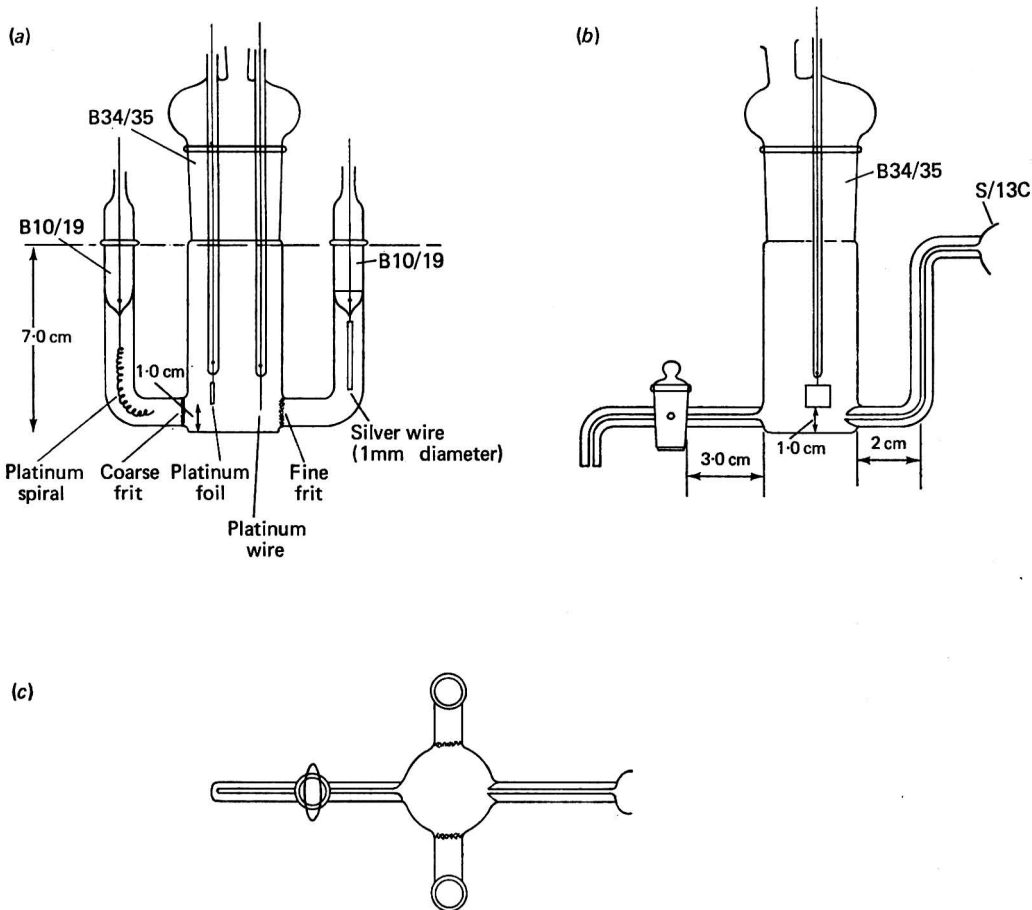 (a)
B34/35
B10/19
B10/19
7·0 cm
1·0 cm
Platinum
spiral
Coarse
frit
Platinum
foil
Platinum
wire
Fine
frit
Silver wire
(1mm diameter)
(b)
B34/35
S/13C
3·0 cm
1·0 cm
2 cm
(c)